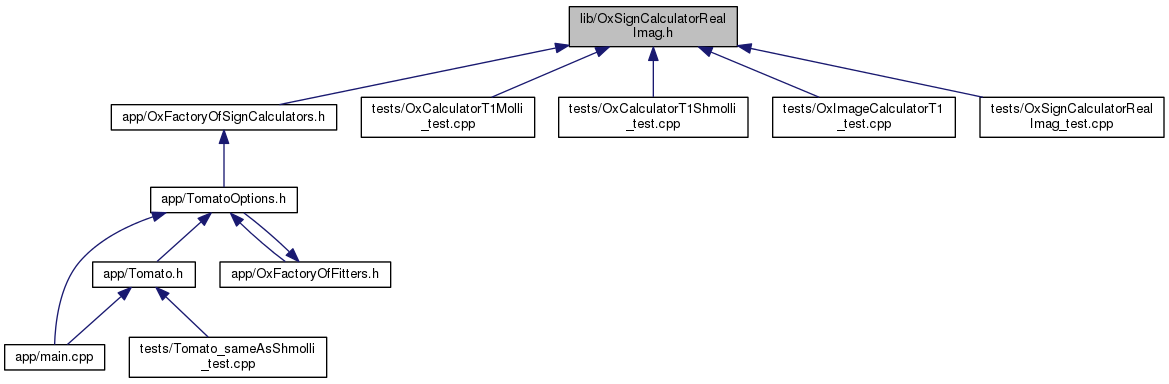 lib/OxSignCalculatorReal
Imag.h
app/OxFactoryOfSignCalculators.h
tests/OxCalculatorT1Molli
_test.cpp
tests/OxCalculatorT1Shmolli
_test.cpp
tests/OxImageCalculatorT1
_test.cpp
tests/OxSignCalculatorReal
Imag_test.cpp
app/TomatoOptions.h
app/Tomato.h
app/OxFactoryOfFitters.h
app/main.cpp
tests/Tomato_sameAsShmolli
_test.cpp